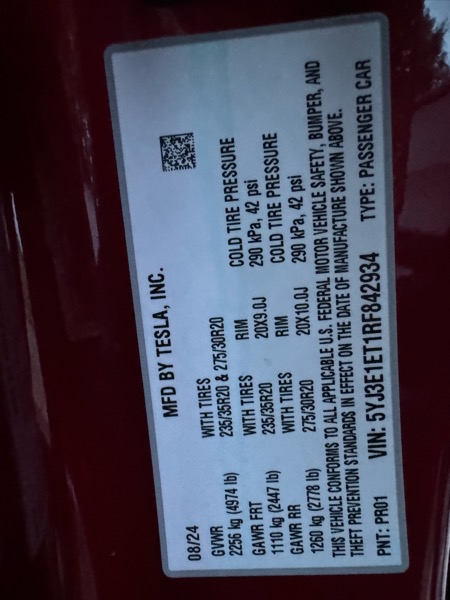 MFD BY TESLA, INC.
08/24
GVWR WITH TIRES COLD TIRE PRESSURE
2256 kg (4974 lb) 235/35R20 & 275/30R20 290 kPa, 42 psi
GAWR FRT WITH TIRES RIM COLD TIRE PRESSURE
1110 kg (2447 lb) 235/35R20 20X9.0J 290 kPa, 42 psi
GAWR RR WITH TIRES RIM COLD TIRE PRESSURE
1260 kg (2778 lb) 275/30R20 20X10.0J 290 kPa, 42 psi
THIS VEHICLE CONFORMS TO ALL APPLICABLE U.S. FEDERAL MOTOR VEHICLE SAFETY, BUMPER, AND
THEFT PREVENTION STANDARDS IN EFFECT ON THE DATE OF MANUFACTURE SHOWN ABOVE.
PNT: PR01 VIN: 5YJ3E1ET1RF842934 TYPE: PASSENGER CAR